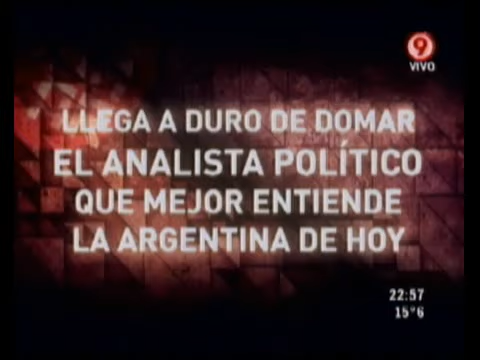 9
VIVO
LLEGA A DURO DE DOMAR
EL ANALISTA POLÍTICO
QUE MEJOR ENTIENDE
LA ARGENTINA DE HOY
22:57
15°6